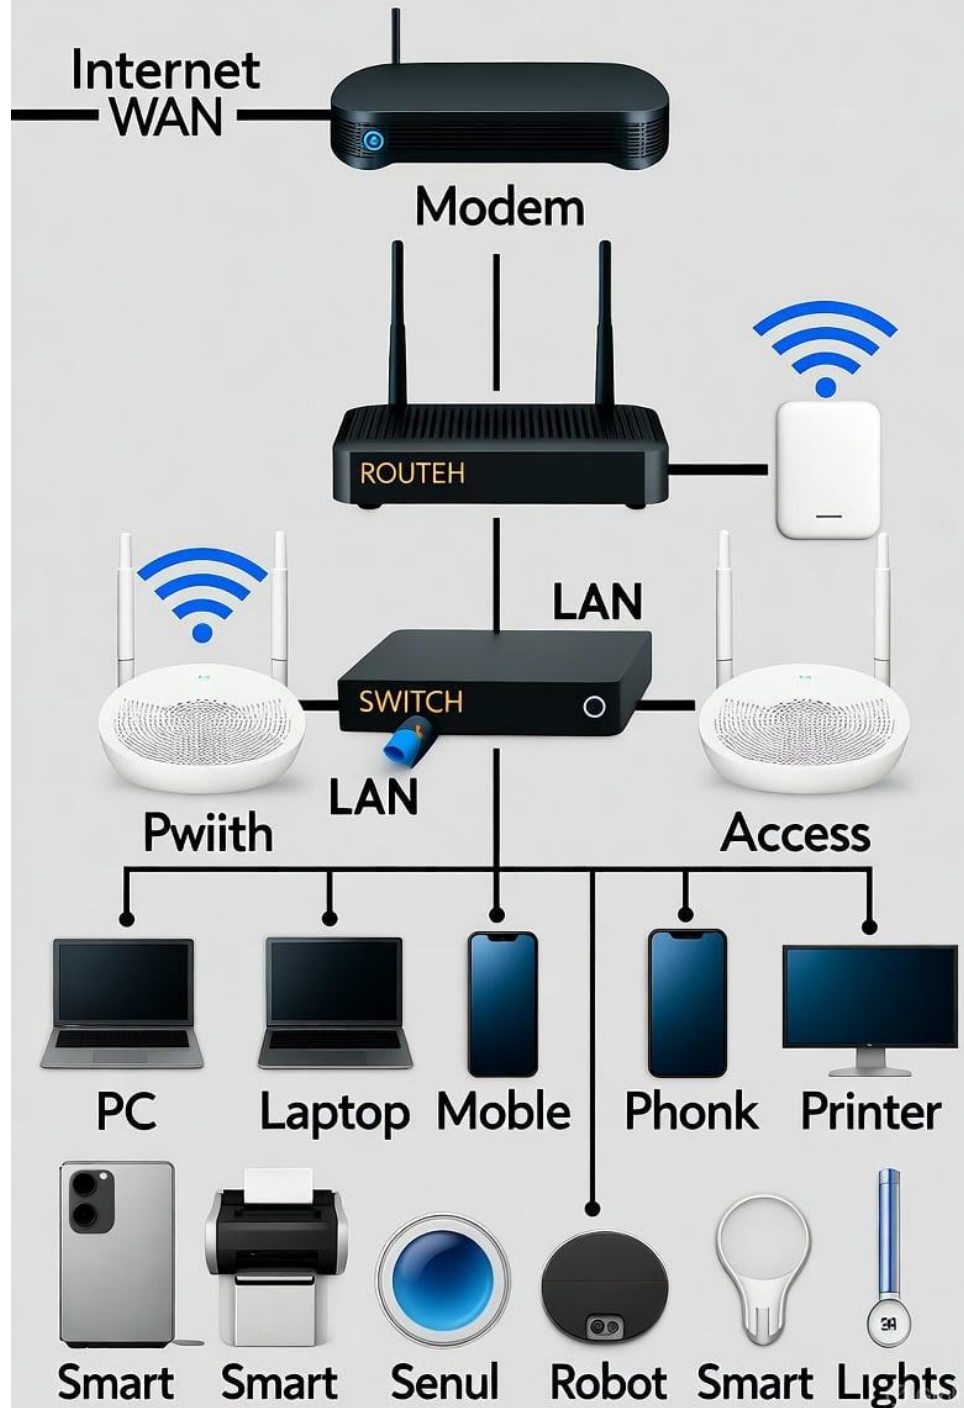 Internet
WAN
Modem
ROUTEH
LAN
SWITCH
LAN
Pwiith
Access
PC
Laptop
Moble
Phonk
Printer
Smart
Smart
Senul
Robot
Smart
Lıghts